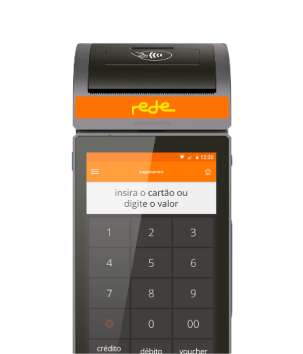 rede
12:30
pagamentos
insira o cartão ou
digite o valor
1 2 3
4 5 6
7 8 9
0 00
crédito débito voucher